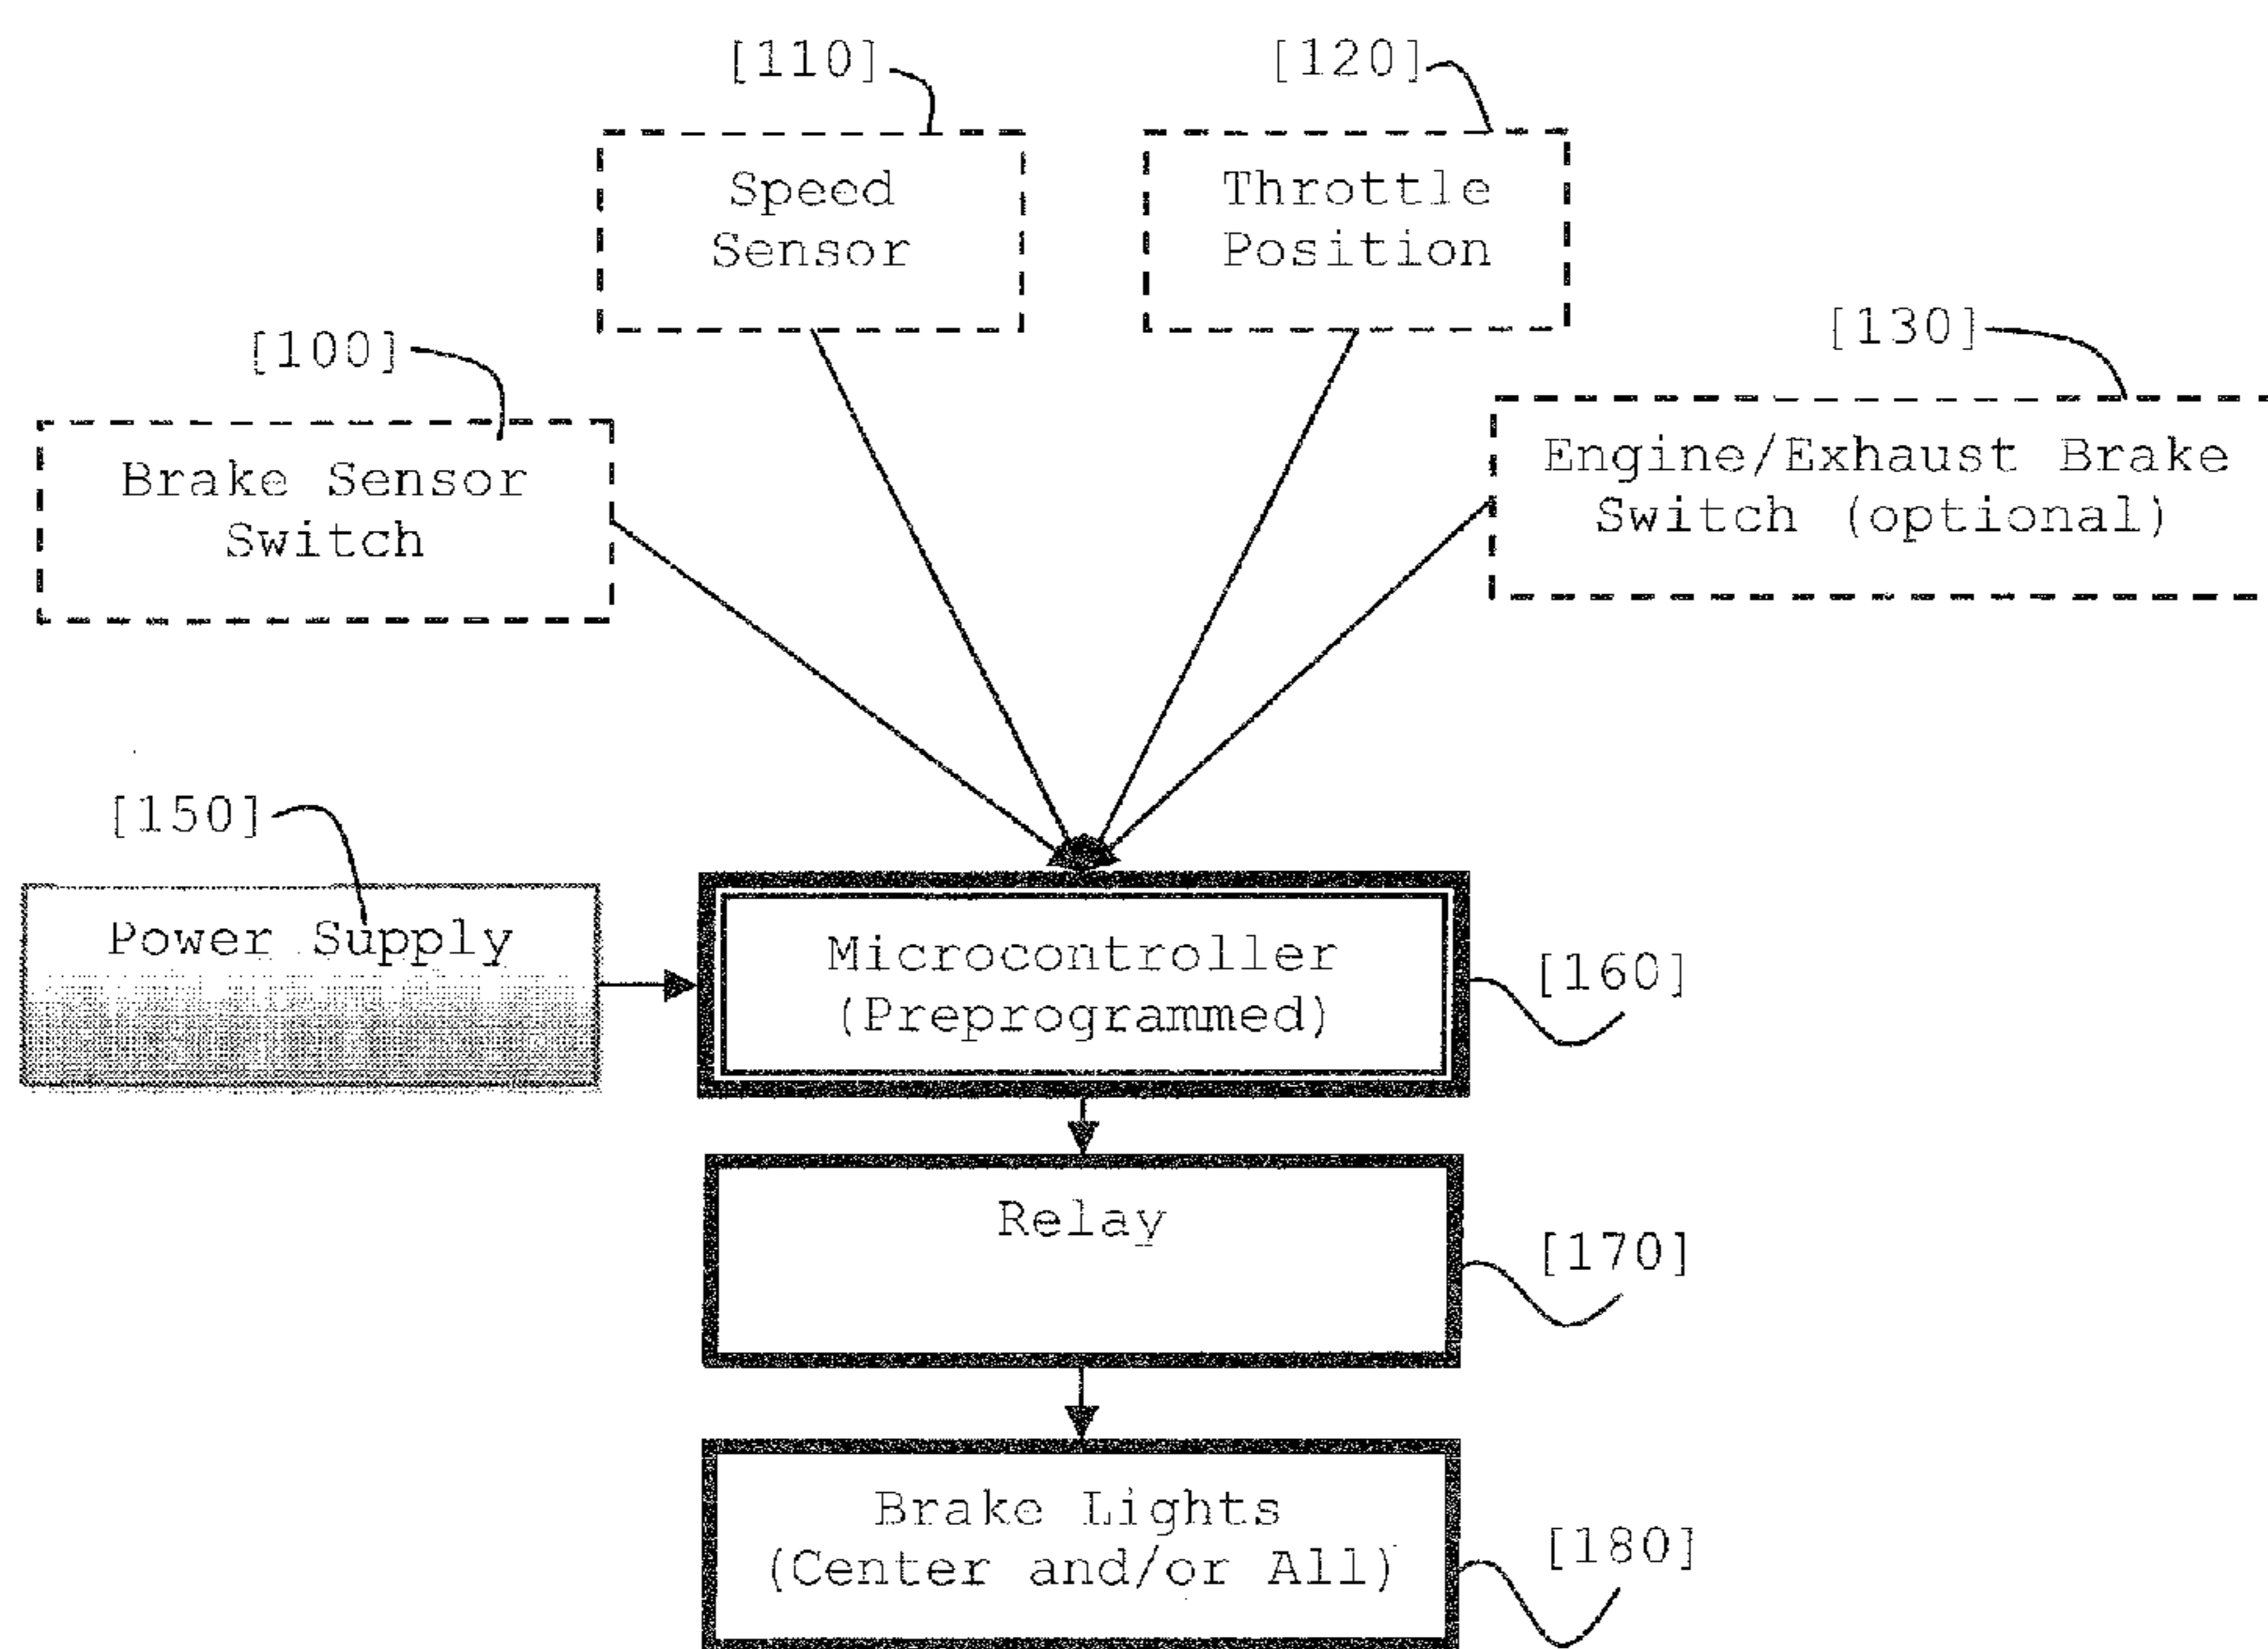 [110]
[120]
Speed
Sensor
Throttle
Position
[100]
[130]
Brake Sensor
Switch
Engine/Exhaust Brake
Switch (optional)
[150]
Power Supply
Microcontroller
(Preprogrammed)
[160]
Relay
[170]
Brake Lights
(Center and/or All)
[180]